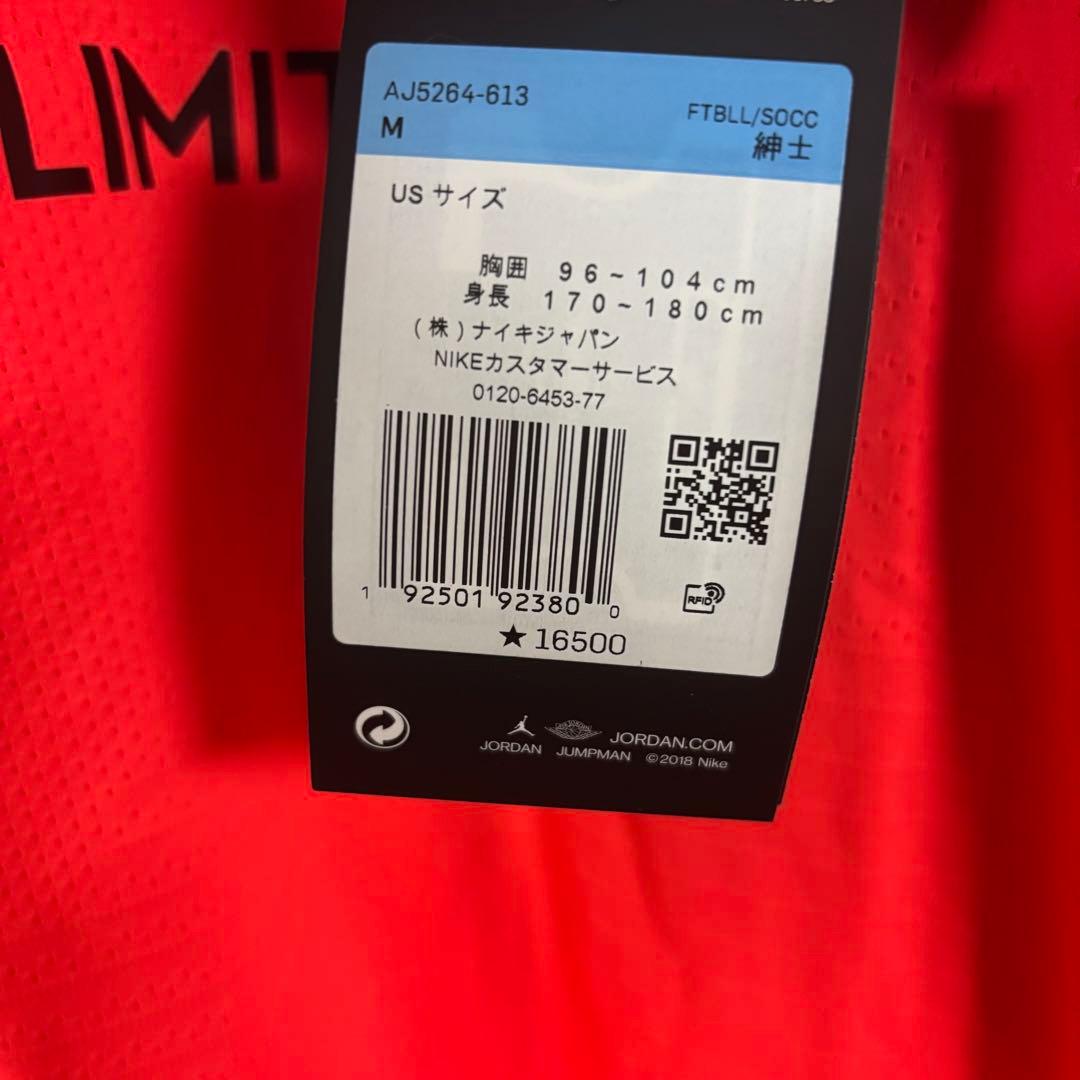 LIMIT
AJ5264-613
M
FTBLL/SOCC
紳士
US サイズ
胸囲 96~104cm
身長 170~180cm
(株)ナイキジャパン
NIKEカスタマーサービス
0120-6453-77
1 92501 92380 0
RFID
★16500
JORDAN JUMPMAN JORDAN.COM
©2018 Nike